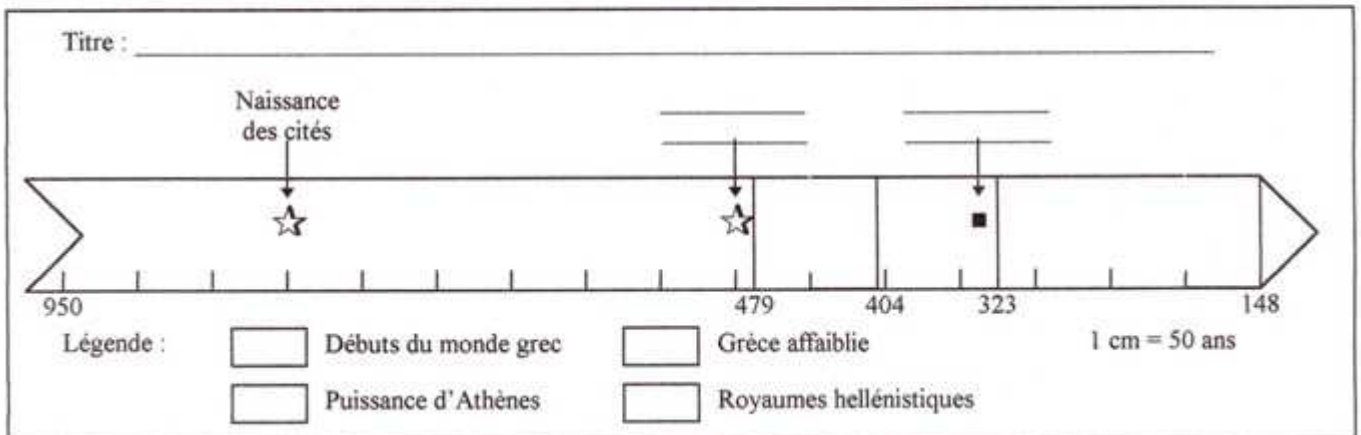 Titre :
Naissance
des cités
950 479 404 323 148
Légende : Débuts du monde grec Grèce affaiblie 1 cm = 50 ans
Puissance d'Athènes Royaumes hellénistiques